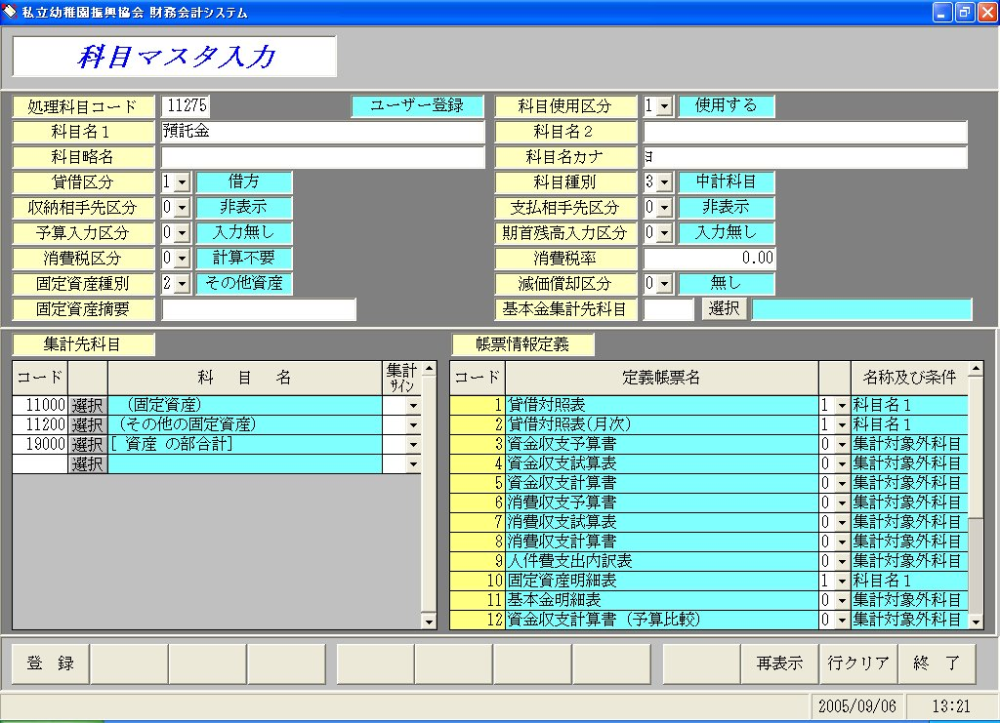 私立幼稚園振興協会 財務会計システム
科目マスタ入力
処理科目コード 11275 ユーザー登録 科目使用区分 1 使用する
科目名1 預託金 科目名2
科目略名 科目名カナ ﾖ
貸借区分 1 借方 科目種別 3 中計科目
収納相手先区分 0 非表示 支払相手先区分 0 非表示
予算入力区分 0 入力無し 期首残高入力区分 0 入力無し
消費税区分 0 計算不要 消費税率 0.00
固定資産種別 2 その他資産 減価償却区分 0 無し
固定資産摘要 基本金集計先科目 選択
集計先科目 帳票情報定義
コード 科 目 名 集計サイン コード 定義帳票名 名称及び条件
11000 選択 (固定資産) 1 貸借対照表 1 科目名1
11200 選択 (その他の固定資産) 2 貸借対照表(月次) 1 科目名1
19000 選択 [ 資産 の部合計] 3 資金収支予算書 0 集計対象外科目
選択 4 資金収支試算表 0 集計対象外科目
5 資金収支計算書 0 集計対象外科目
6 消費収支予算書 0 集計対象外科目
7 消費収支試算表 0 集計対象外科目
8 消費収支計算書 0 集計対象外科目
9 人件費支出内訳表 0 集計対象外科目
10 固定資産明細表 1 科目名1
11 基本金明細表 0 集計対象外科目
12 資金収支計算書 (予算比較) 0 集計対象外科目
登 録 再表示 行クリア 終 了
2005/09/06 13:21